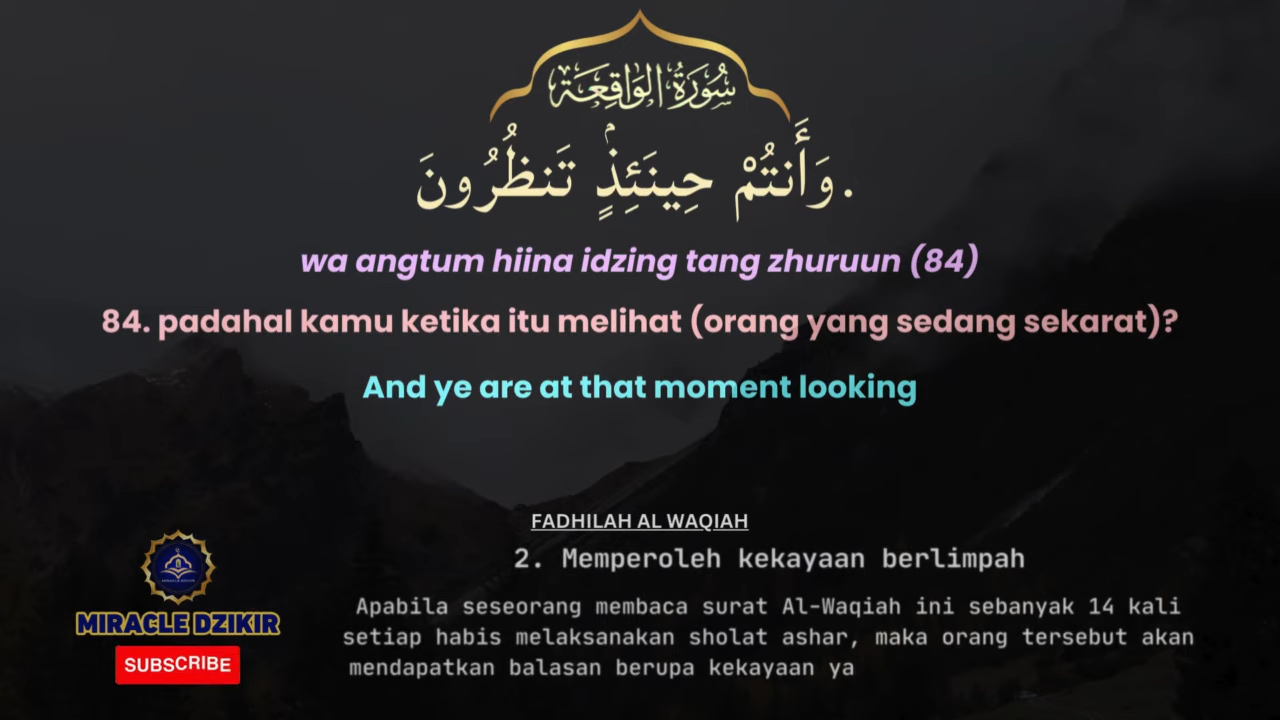 سُورَةُ الوَاقِعَة
وَأَنتُمْ حِينَئِذٍ تَنظُرُونَ.
wa angtum hiina idzing tang zhuruun (84)
84. padahal kamu ketika itu melihat (orang yang sedang sekarat)?
And ye are at that moment looking
FADHILAH AL WAQIAH
2. Memperoleh kekayaan berlimpah
Apabila seseorang membaca surat Al-Waqiah ini sebanyak 14 kali
setiap habis melaksanakan sholat ashar, maka orang tersebut akan
mendapatkan balasan berupa kekayaan ya
MIRACLE DZIKIR
SUBSCRIBE